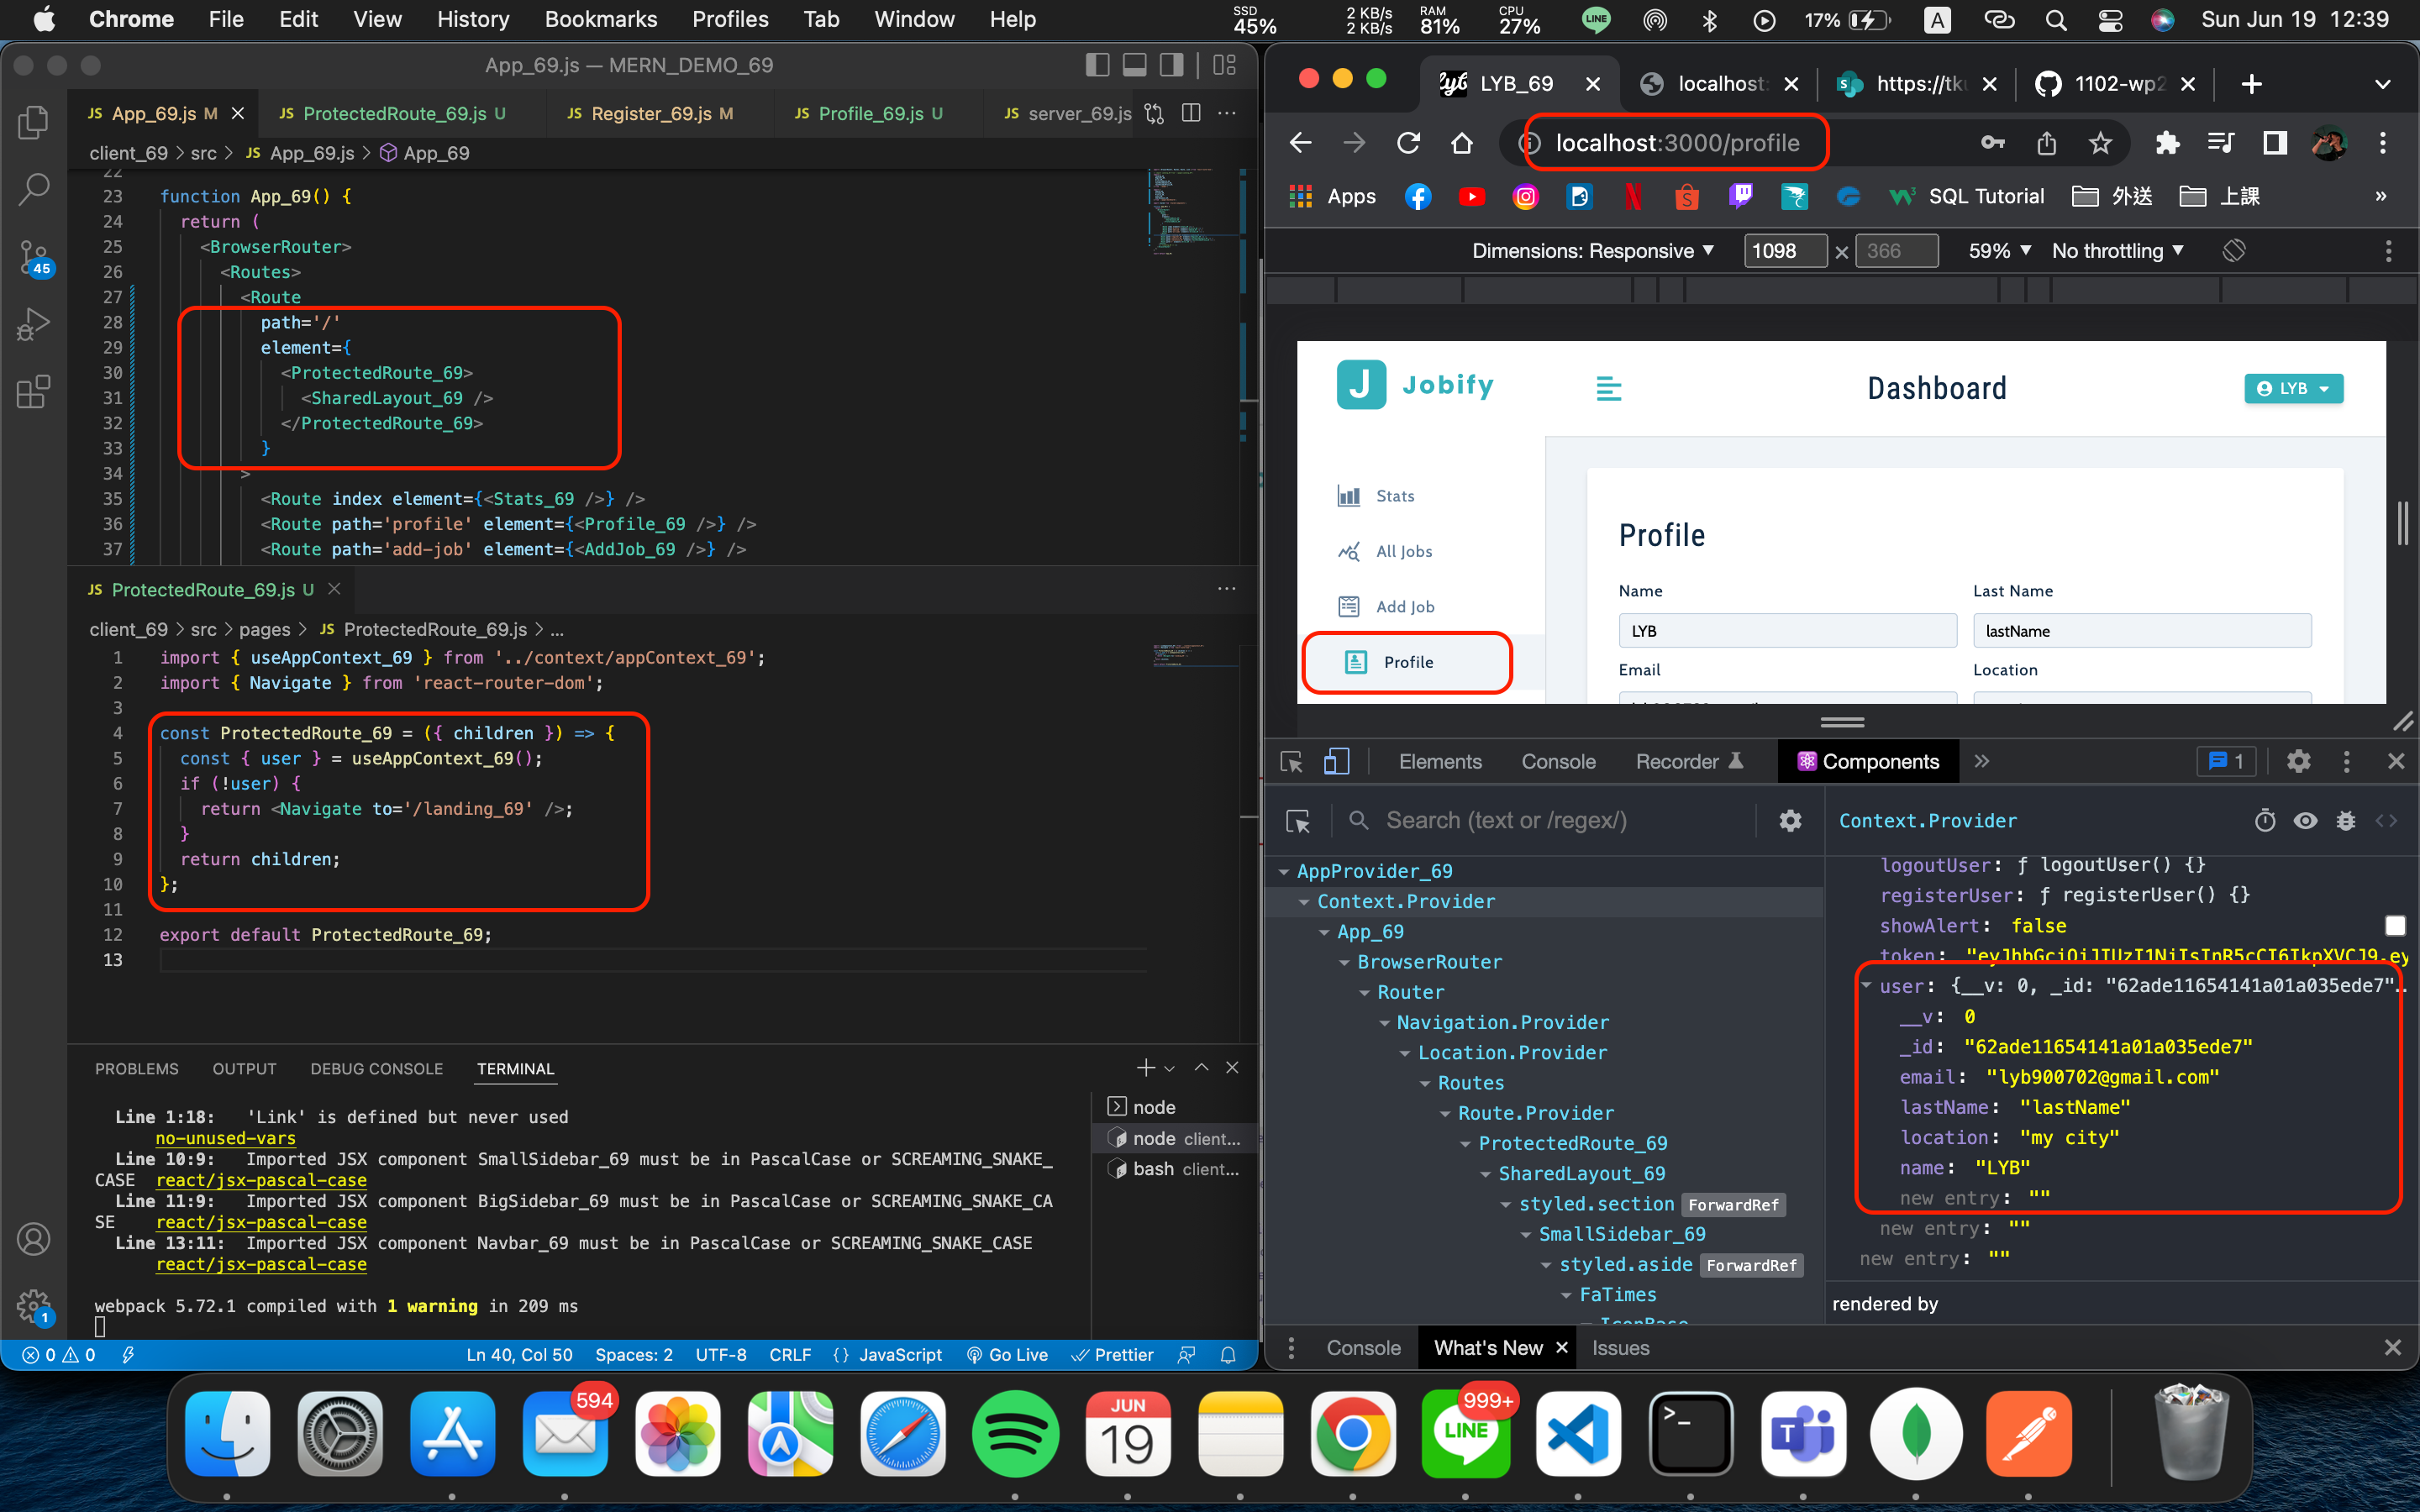 Chrome File Edit View History Bookmarks Profiles Tab Window Help
SSD 45% 2 KB/s 2 KB/s RAM 81% CPU 27% LINE 17% A Sun Jun 19 12:39
App_69.js — MERN_DEMO_69
JS App_69.js M JS ProtectedRoute_69.js U JS Register_69.js M JS Profile_69.js U JS server_69.js
client_69 > src > JS App_69.js > App_69
22
23 function App_69() {
24 return (
25 <BrowserRouter>
26 <Routes>
27 <Route
28 path='/'
29 element={
30 <ProtectedRoute_69>
31 <SharedLayout_69 />
32 </ProtectedRoute_69>
33 }
34 >
35 <Route index element={<Stats_69 />} />
36 <Route path='profile' element={<Profile_69 />} />
37 <Route path='add-job' element={<AddJob_69 />} />
45
JS ProtectedRoute_69.js U
client_69 > src > pages > JS ProtectedRoute_69.js > ...
1 import { useAppContext_69 } from '../context/appContext_69';
2 import { Navigate } from 'react-router-dom';
3
4 const ProtectedRoute_69 = ({ children }) => {
5 const { user } = useAppContext_69();
6 if (!user) {
7 return <Navigate to='/landing_69' />;
8 }
9 return children;
10 };
11
12 export default ProtectedRoute_69;
13
PROBLEMS OUTPUT DEBUG CONSOLE TERMINAL
Line 1:18: 'Link' is defined but never used
no-unused-vars
Line 10:9: Imported JSX component SmallSidebar_69 must be in PascalCase or SCREAMING_SNAKE_
CASE react/jsx-pascal-case
Line 11:9: Imported JSX component BigSidebar_69 must be in PascalCase or SCREAMING_SNAKE_CA
SE react/jsx-pascal-case
Line 13:11: Imported JSX component Navbar_69 must be in PascalCase or SCREAMING_SNAKE_CASE
react/jsx-pascal-case
webpack 5.72.1 compiled with 1 warning in 209 ms
node
node client...
bash client...
1
0 0 Ln 40, Col 50 Spaces: 2 UTF-8 CRLF {} JavaScript Go Live Prettier
LYB_69 localhost: https://tku 1102-wp2
localhost:3000/profile
Apps SQL Tutorial 外送 上課 »
Dimensions: Responsive 1098 × 366 59% No throttling
J Jobify Dashboard LYB
Stats
All Jobs
Add Job
Profile
Profile
Name Last Name
LYB lastName
Email Location
Elements Console Recorder Components » 1
Search (text or /regex/)
AppProvider_69
Context.Provider
App_69
BrowserRouter
Router
Navigation.Provider
Location.Provider
Routes
Route.Provider
ProtectedRoute_69
SharedLayout_69
styled.section ForwardRef
SmallSidebar_69
styled.aside ForwardRef
FaTimes
IconBase
Context.Provider
logoutUser: ƒ logoutUser() {}
registerUser: ƒ registerUser() {}
showAlert: false
token: "eyJhbGciOiJIUzI1NiIsInR5cCI6IkpXVCJ9.ey
user: {__v: 0, _id: "62ade11654141a01a035ede7"…
__v: 0
_id: "62ade11654141a01a035ede7"
email: "lyb900702@gmail.com"
lastName: "lastName"
location: "my city"
name: "LYB"
new entry: ""
new entry: ""
new entry: ""
rendered by
Console What's New Issues
594 JUN 19 LINE 999+ T